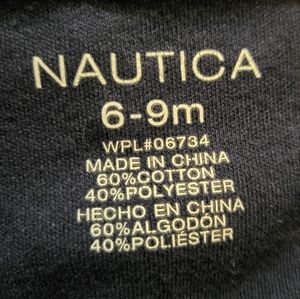 NAUTICA
6-9m
WPL#06734
MADE IN CHINA
60%COTTON
40%POLYESTER
HECHO EN CHINA
60%ALGODÓN
40%POLIÉSTER